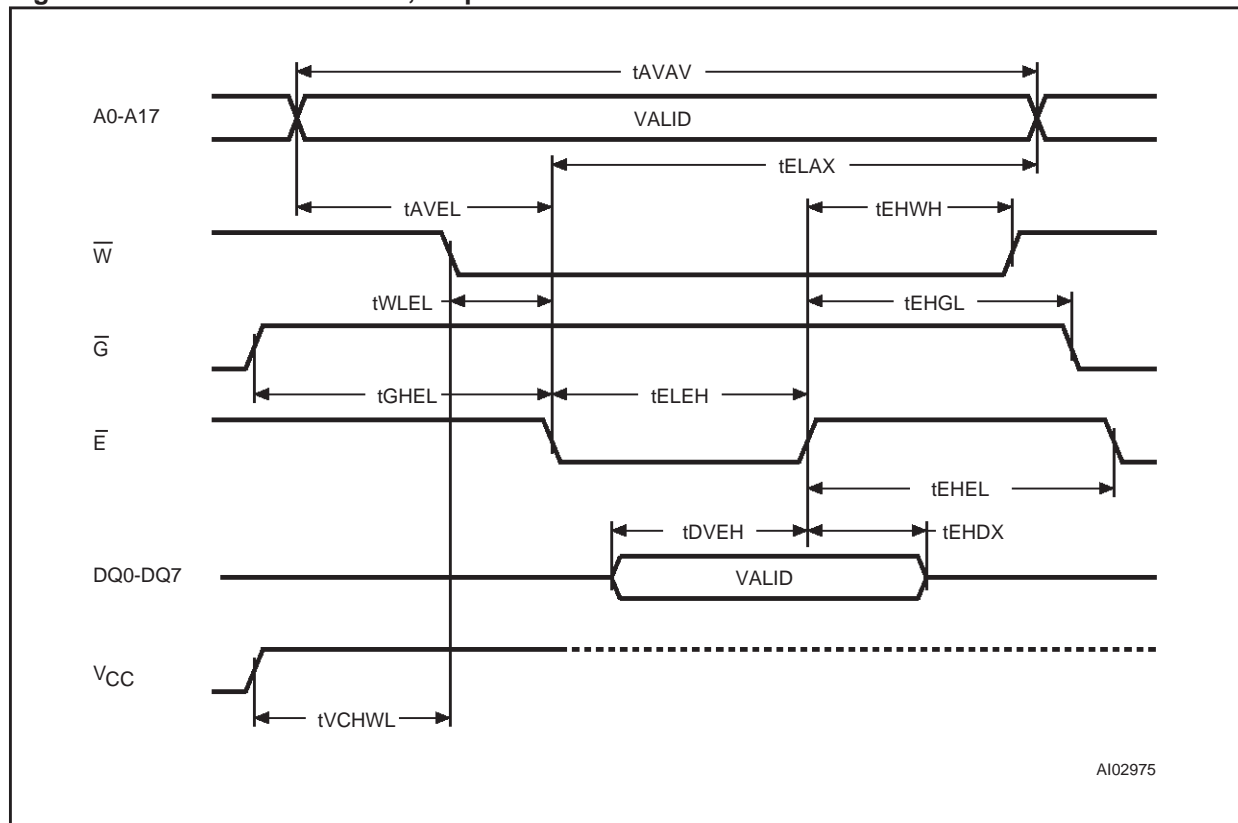 tAVAV
A0-A17
VALID
tELAX
tAVEL
tEHWH
W
tWLEL
tEHGL
G
tGHEL
tELEH
E
tEHEL
tDVEH
tEHDX
DQ0-DQ7
VALID
VCC
tVCHWL
AI02975